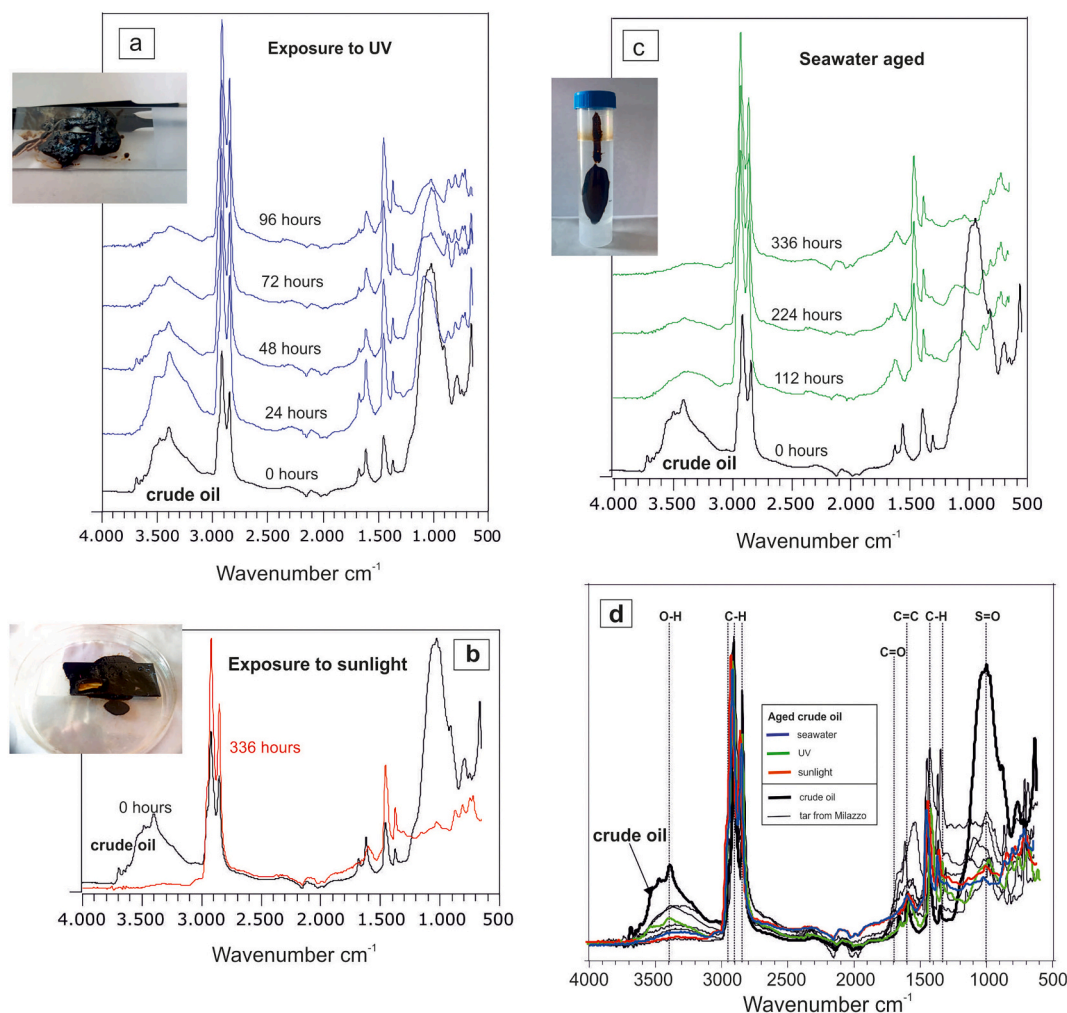 a
Exposure to UV
96 hours
72 hours
48 hours
24 hours
0 hours
crude oil
4.000 3.500 3.000 2.500 2.000 1.500 1.000 500
Wavenumber cm-1
c
Seawater aged
336 hours
224 hours
112 hours
0 hours
crude oil
4.000 3.500 3.000 2.500 2.000 1.500 1.000 500
Wavenumber cm-1
b
Exposure to sunlight
336 hours
0 hours
crude oil
4.000 3.500 3.000 2.500 2.000 1.500 1.000 500
Wavenumber cm-1
d
O-H C-H C=C C-H S=O
C=O
Aged crude oil
seawater
UV
sunlight
crude oil
tar from Milazzo
crude oil
4000 3500 3000 2500 2000 1500 1000 500
Wavenumber cm-1